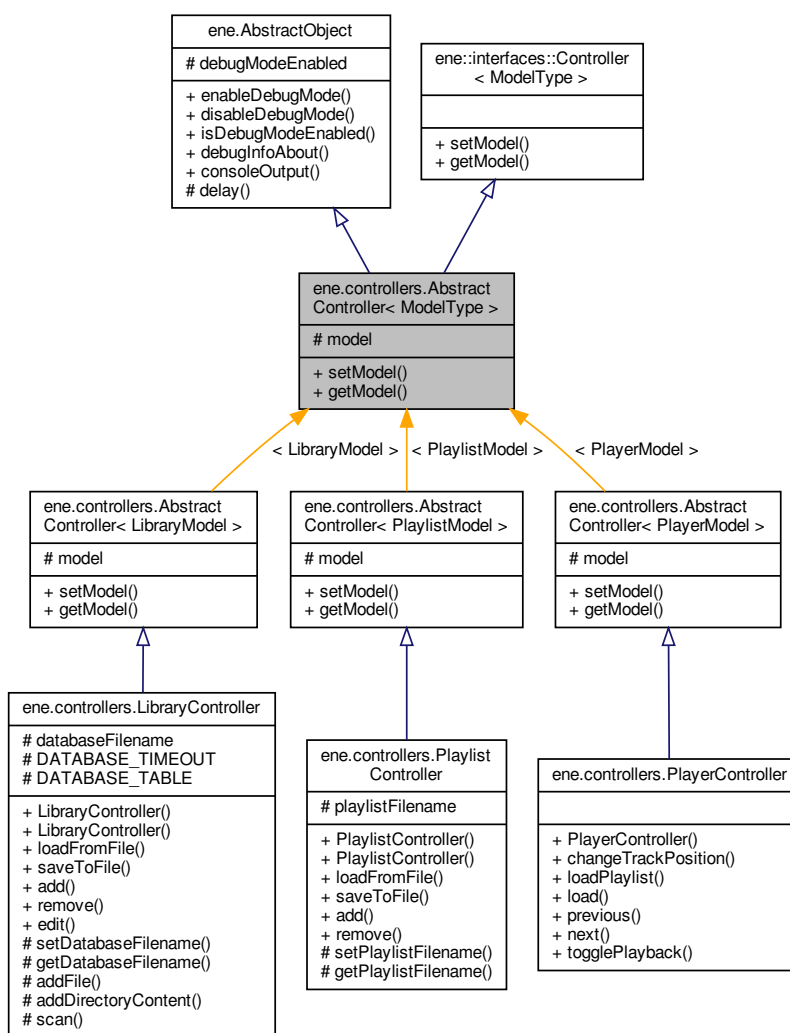 ene.AbstractObject
# debugModeEnabled
+ enableDebugMode()
+ disableDebugMode()
+ isDebugModeEnabled()
+ debugInfoAbout()
+ consoleOutput()
# delay()
ene::interfaces::Controller
< ModelType >
+ setModel()
+ getModel()
ene.controllers.Abstract
Controller< ModelType >
# model
+ setModel()
+ getModel()
< LibraryModel >
< PlaylistModel >
< PlayerModel >
ene.controllers.Abstract
Controller< LibraryModel >
# model
+ setModel()
+ getModel()
ene.controllers.Abstract
Controller< PlaylistModel >
# model
+ setModel()
+ getModel()
ene.controllers.Abstract
Controller< PlayerModel >
# model
+ setModel()
+ getModel()
ene.controllers.LibraryController
# databaseFilename
# DATABASE_TIMEOUT
# DATABASE_TABLE
+ LibraryController()
+ LibraryController()
+ loadFromFile()
+ saveToFile()
+ add()
+ remove()
+ edit()
# setDatabaseFilename()
# getDatabaseFilename()
# addFile()
# addDirectoryContent()
# scan()
ene.controllers.Playlist
Controller
# playlistFilename
+ PlaylistController()
+ PlaylistController()
+ loadFromFile()
+ saveToFile()
+ add()
+ remove()
# setPlaylistFilename()
# getPlaylistFilename()
ene.controllers.PlayerController
+ PlayerController()
+ changeTrackPosition()
+ loadPlaylist()
+ load()
+ previous()
+ next()
+ togglePlayback()